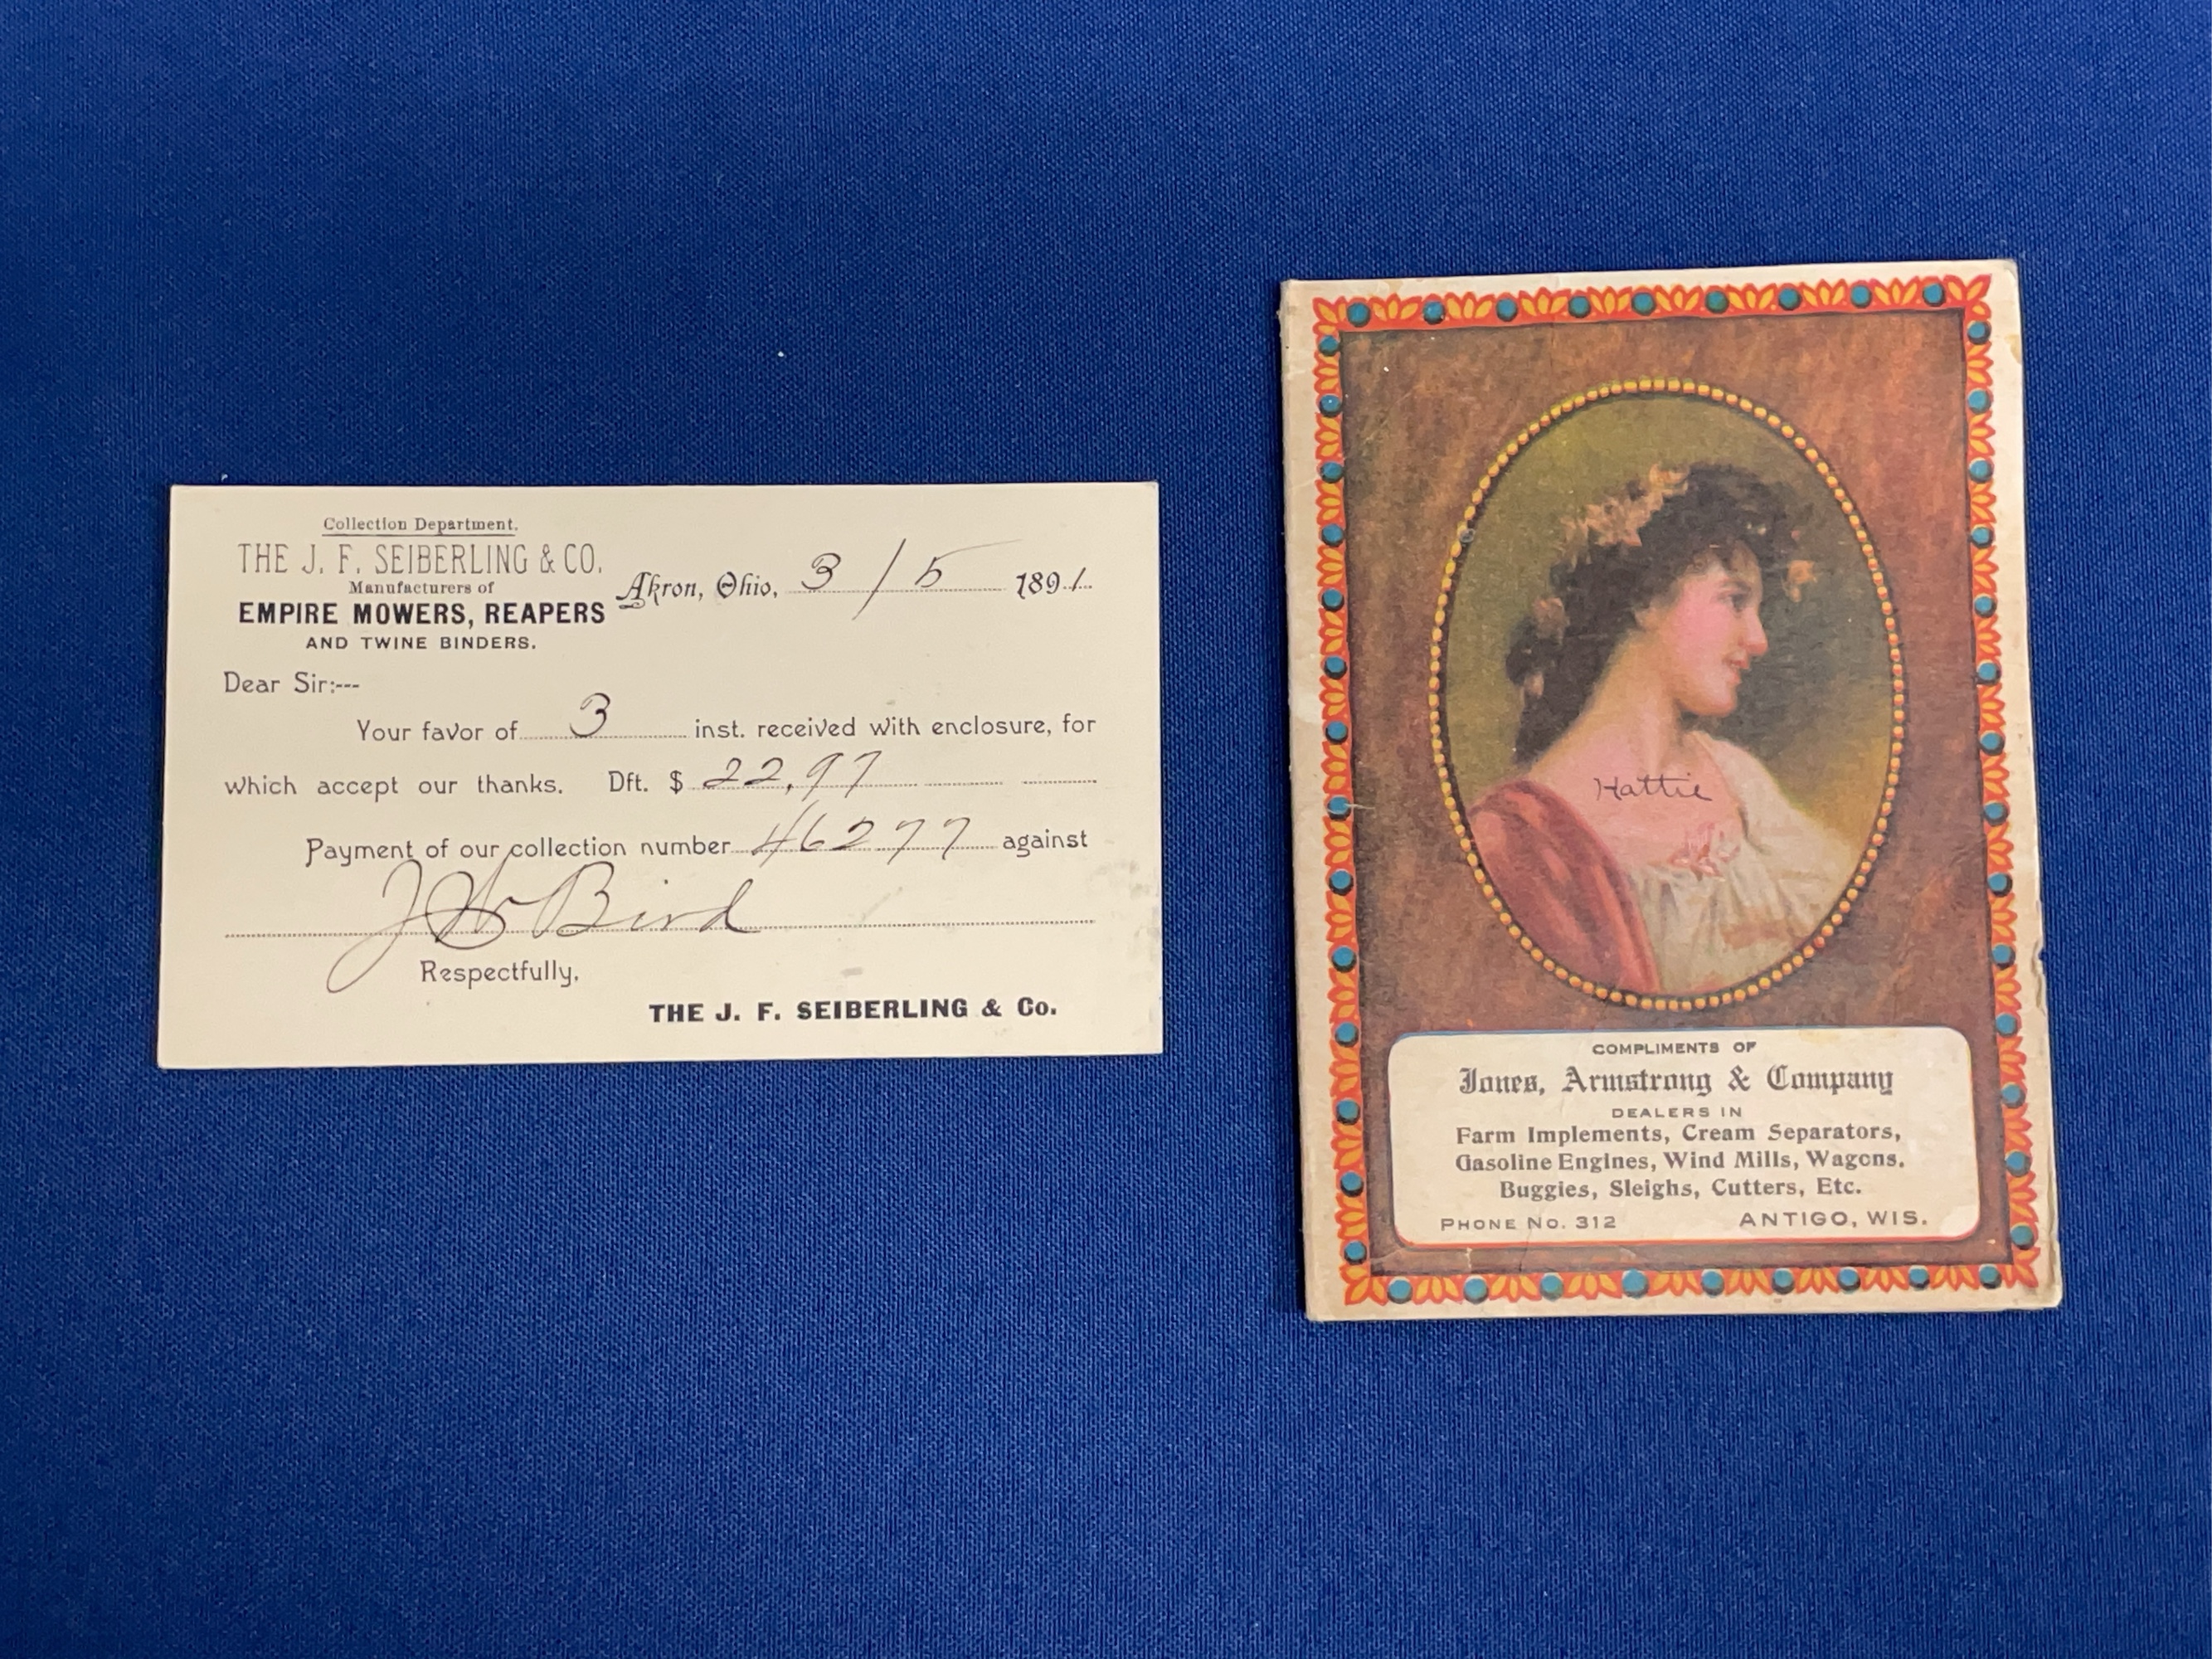 Collection Department.
THE J. F. SEIBERLING & CO.
Manufacturers of
EMPIRE MOWERS, REAPERS
AND TWINE BINDERS.
Akron, Ohio, 3/5 1891.
Dear Sir:---
Your favor of 3 inst. received with enclosure, for
which accept our thanks. Dft. $ 22,97
Payment of our collection number 46277 against
Bird
Respectfully,
THE J. F. SEIBERLING & Co.
Hattie
COMPLIMENTS OF
Jones, Armstrong & Company
DEALERS IN
Farm Implements, Cream Separators,
Gasoline Engines, Wind Mills, Wagons.
Buggies, Sleighs, Cutters, Etc.
PHONE NO. 312 ANTIGO, WIS.